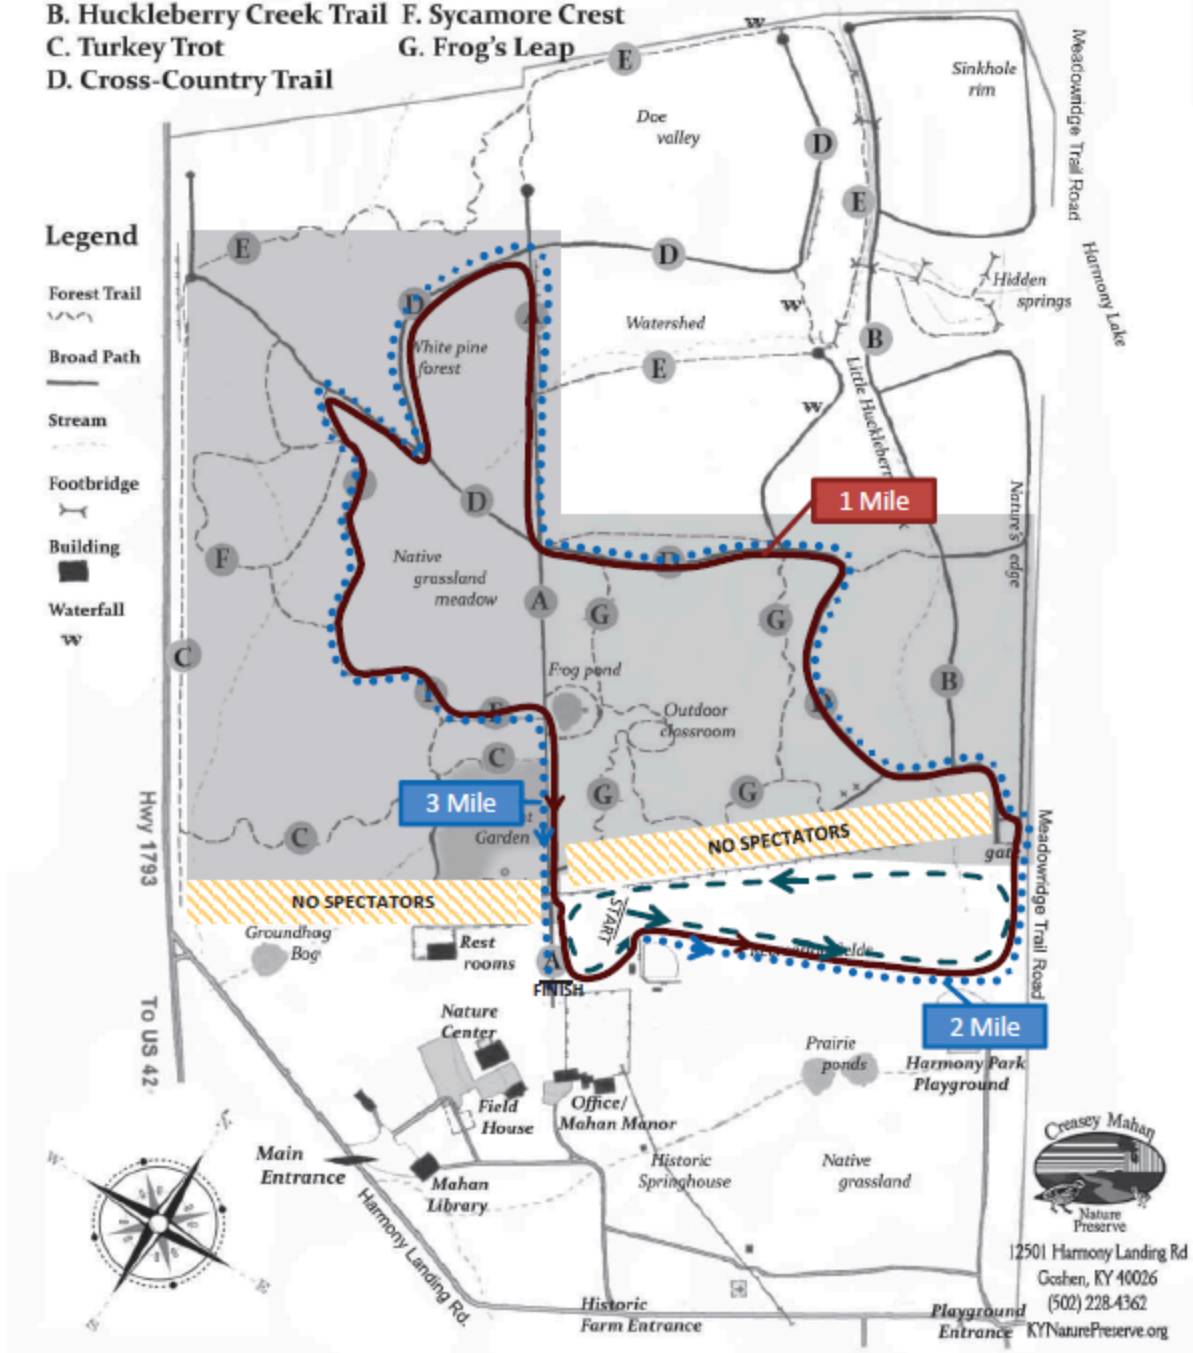 B. Huckleberry Creek Trail F. Sycamore Crest
C. Turkey Trot G. Frog's Leap
D. Cross-Country Trail
W
E
Meadowridge Trail Road
Sinkhole
rim
Doe
valley
D
E
Legend
E
D
Harmony Lake
Forest Trail
Hidden
springs
D
A
W
Watershed
B
Broad Path
White pine
forest
E
Little Huckleberry
Stream
W
Footbridge
D
1 Mile
Nature's edge
Building
F
Native
grassland
meadow
D
Waterfall
W
A
G
G
C
Frog pond
B
E
D
Outdoor
classroom
C
3 Mile
G
G
Hwy 1793
C
Garden
NO SPECTATORS
gate
Meadowridge Trail Road
NO SPECTATORS
START
Groundhog
Bog
Rest
rooms
A
FINISH
To US 42
Nature
Center
2 Mile
Prairie
ponds
Harmony Park
Playground
Field
House
Office/
Mahan Manor
Main
Entrance
Mahan
Library
Historic
Springhouse
Native
grassland
Creasey Mahan
Nature
Preserve
W
E
Harmony Landing Rd.
12501 Harmony Landing Rd
Goshen, KY 40026
(502) 228-4362
KYNaturePreserve.org
Historic
Farm Entrance
Playground
Entrance